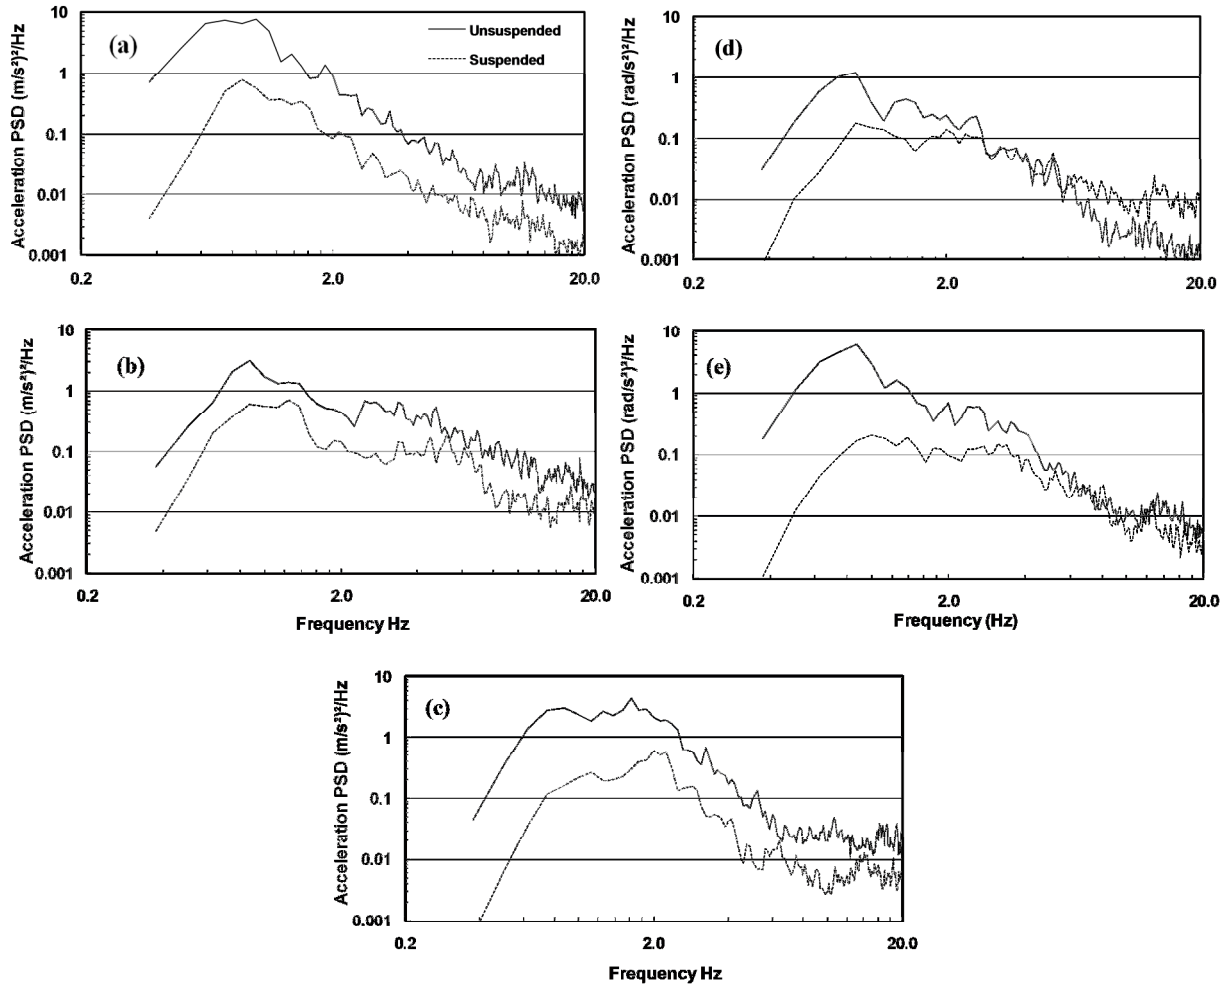 Acceleration PSD (m/s²)²/Hz
10
1
0.1
0.01
0.001
(a)
Unsuspended
Suspended
0.2
2.0
20.0
Acceleration PSD (rad/s²)²/Hz
10
1
0.1
0.01
0.001
(d)
0.2
2.0
20.0
Acceleration PSD (m/s²)²/Hz
10
1
0.1
0.01
0.001
(b)
0.2
2.0
20.0
Frequency Hz
Acceleration PSD (rad/s²)²/Hz
10
1
0.1
0.01
0.001
(e)
0.2
2.0
20.0
Frequency (Hz)
Acceleration PSD (m/s²)²/Hz
10
1
0.1
0.01
0.001
(c)
0.2
2.0
20.0
Frequency Hz